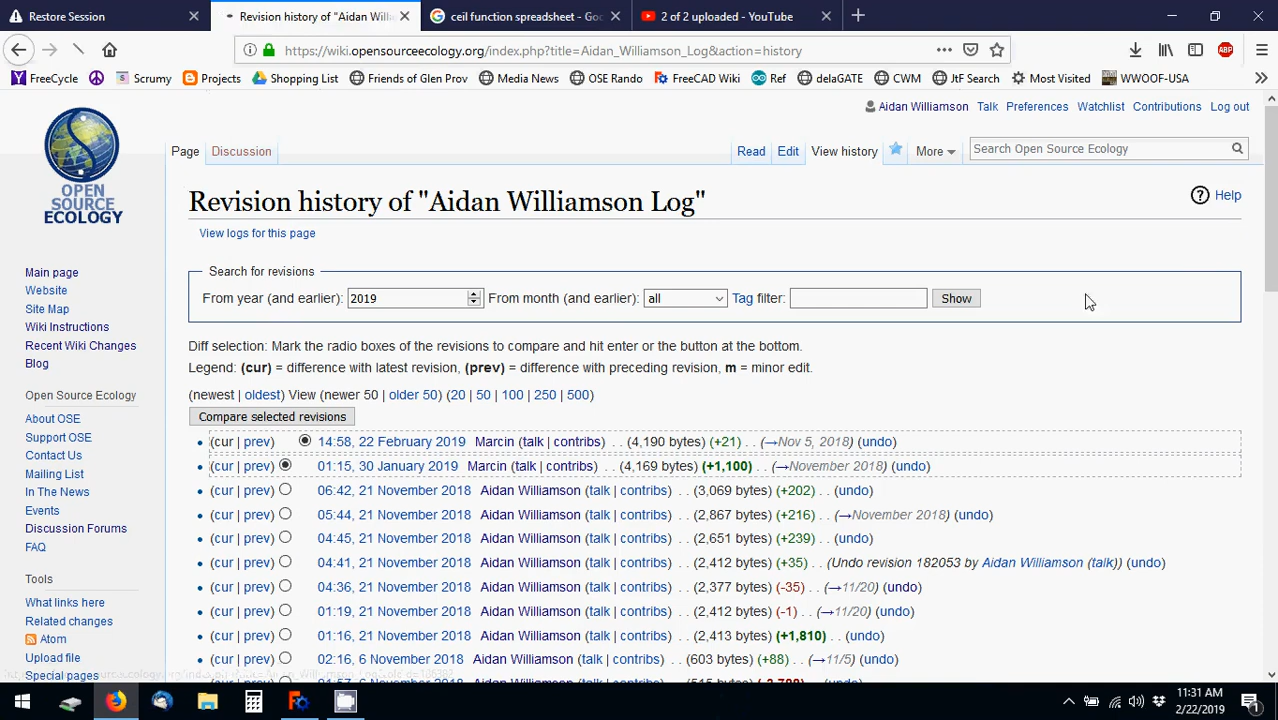 Restore Session
Revision history of "Aidan Willi
ceil function spreadsheet - Goo
2 of 2 uploaded - YouTube
https://wiki.opensourceecology.org/index.php?title=Aidan_Williamson_Log&action=history
FreeCycle
Scrumy
Projects
Shopping List
Friends of Glen Prov
Media News
OSE Rando
FreeCAD Wiki
Ref
delaGATE
CWM
JtF Search
Most Visited
WWOOF-USA
Aidan Williamson Talk Preferences Watchlist Contributions Log out
Page Discussion Read Edit View history More Search Open Source Ecology
OPEN SOURCE ECOLOGY
Revision history of "Aidan Williamson Log"
Help
View logs for this page
Search for revisions
From year (and earlier): 2019 From month (and earlier): all Tag filter: Show
Diff selection: Mark the radio boxes of the revisions to compare and hit enter or the button at the bottom.
Legend: (cur) = difference with latest revision, (prev) = difference with preceding revision, m = minor edit.
(newest | oldest) View (newer 50 | older 50) (20 | 50 | 100 | 250 | 500)
Compare selected revisions
(cur | prev) 14:58, 22 February 2019 Marcin (talk | contribs) . . (4,190 bytes) (+21) . . (→Nov 5, 2018) (undo)
(cur | prev) 01:15, 30 January 2019 Marcin (talk | contribs) . . (4,169 bytes) (+1,100) . . (→November 2018) (undo)
(cur | prev) 06:42, 21 November 2018 Aidan Williamson (talk | contribs) . . (3,069 bytes) (+202) . . (undo)
(cur | prev) 05:44, 21 November 2018 Aidan Williamson (talk | contribs) . . (2,867 bytes) (+216) . . (→November 2018) (undo)
(cur | prev) 04:45, 21 November 2018 Aidan Williamson (talk | contribs) . . (2,651 bytes) (+239) . . (undo)
(cur | prev) 04:41, 21 November 2018 Aidan Williamson (talk | contribs) . . (2,412 bytes) (+35) . . (Undo revision 182053 by Aidan Williamson (talk)) (undo)
(cur | prev) 04:36, 21 November 2018 Aidan Williamson (talk | contribs) . . (2,377 bytes) (-35) . . (→11/20) (undo)
(cur | prev) 01:19, 21 November 2018 Aidan Williamson (talk | contribs) . . (2,412 bytes) (-1) . . (→11/20) (undo)
(cur | prev) 01:16, 21 November 2018 Aidan Williamson (talk | contribs) . . (2,413 bytes) (+1,810) . . (undo)
(cur | prev) 02:16, 6 November 2018 Aidan Williamson (talk | contribs) . . (603 bytes) (+88) . . (→11/5) (undo)
Main page
Website
Site Map
Wiki Instructions
Recent Wiki Changes
Blog
Open Source Ecology
About OSE
Support OSE
Contact Us
Mailing List
In The News
Events
Discussion Forums
FAQ
Tools
What links here
Related changes
Atom
Upload file
Special pages
11:31 AM
2/22/2019